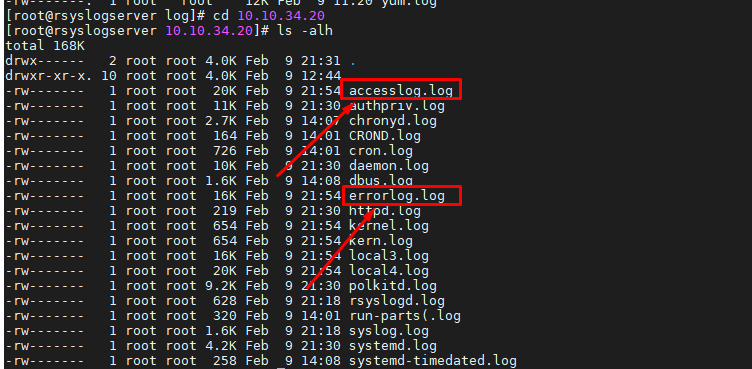 -rw-------. 1 root root 12K Feb 9 11:20 yum.log
[root@rsyslogserver log]# cd 10.10.34.20
[root@rsyslogserver 10.10.34.20]# ls -alh
total 168K
drwx------ 2 root root 4.0K Feb 9 21:31 .
drwxr-xr-x. 10 root root 4.0K Feb 9 12:44
-rw------- 1 root root 20K Feb 9 21:54 accesslog.log
-rw------- 1 root root 11K Feb 9 21:30 authpriv.log
-rw------- 1 root root 2.7K Feb 9 14:07 chronyd.log
-rw------- 1 root root 164 Feb 9 14:01 CROND.log
-rw------- 1 root root 726 Feb 9 14:01 cron.log
-rw------- 1 root root 10K Feb 9 21:30 daemon.log
-rw------- 1 root root 1.6K Feb 9 14:08 dbus.log
-rw------- 1 root root 16K Feb 9 21:54 errorlog.log
-rw------- 1 root root 219 Feb 9 21:30 httpd.log
-rw------- 1 root root 654 Feb 9 21:54 kernel.log
-rw------- 1 root root 654 Feb 9 21:54 kern.log
-rw------- 1 root root 16K Feb 9 21:54 local3.log
-rw------- 1 root root 20K Feb 9 21:54 local4.log
-rw------- 1 root root 9.2K Feb 9 21:30 polkitd.log
-rw------- 1 root root 628 Feb 9 21:18 rsyslogd.log
-rw------- 1 root root 320 Feb 9 14:01 run-parts(.log
-rw------- 1 root root 1.6K Feb 9 21:18 syslog.log
-rw------- 1 root root 4.2K Feb 9 21:30 systemd.log
-rw------- 1 root root 258 Feb 9 14:08 systemd-timedated.log